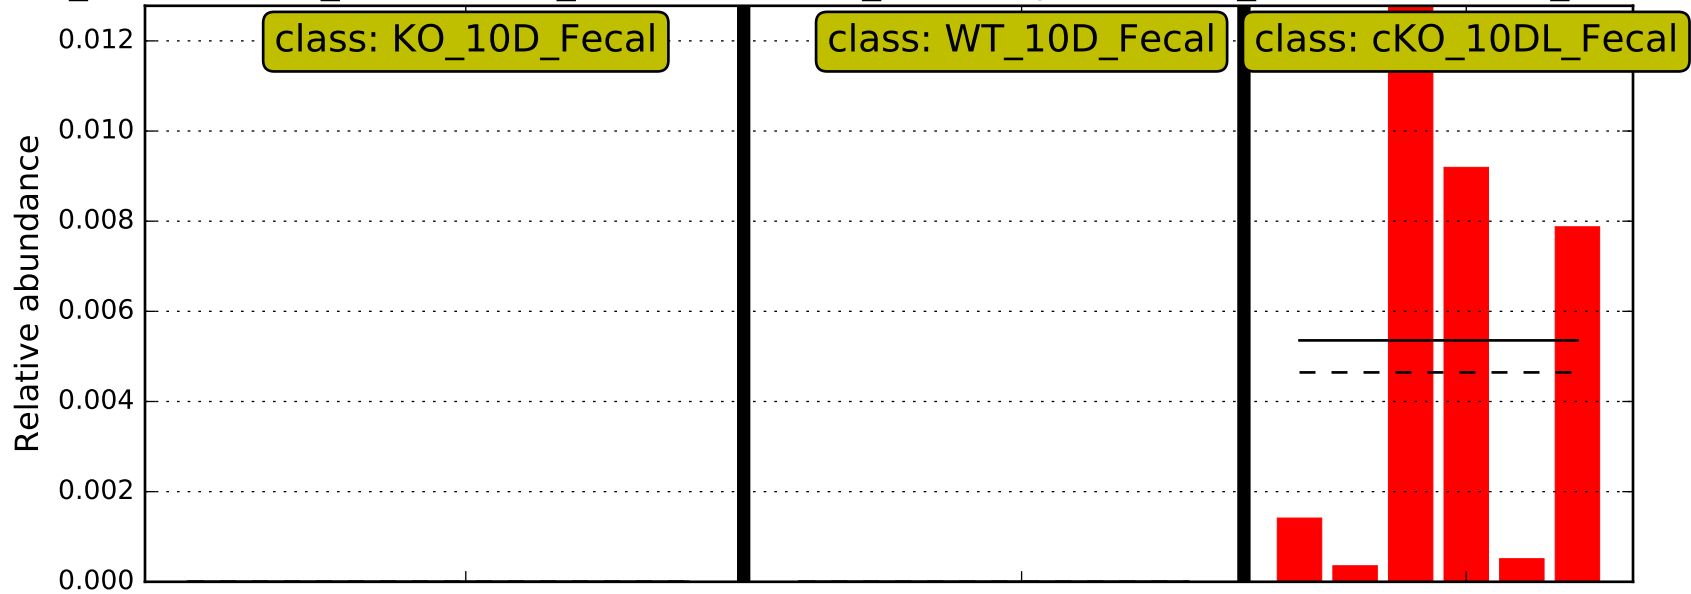 class: KO_10D_Fecal
class: WT_10D_Fecal
class: cKO_10DL_Fecal
0.012
0.010
0.008
0.006
0.004
0.002
0.000
Relative abundance